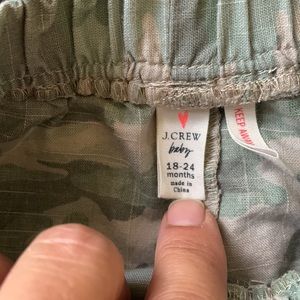 J.CREW
baby
18-24
months
made in
China
KEEP AWAY